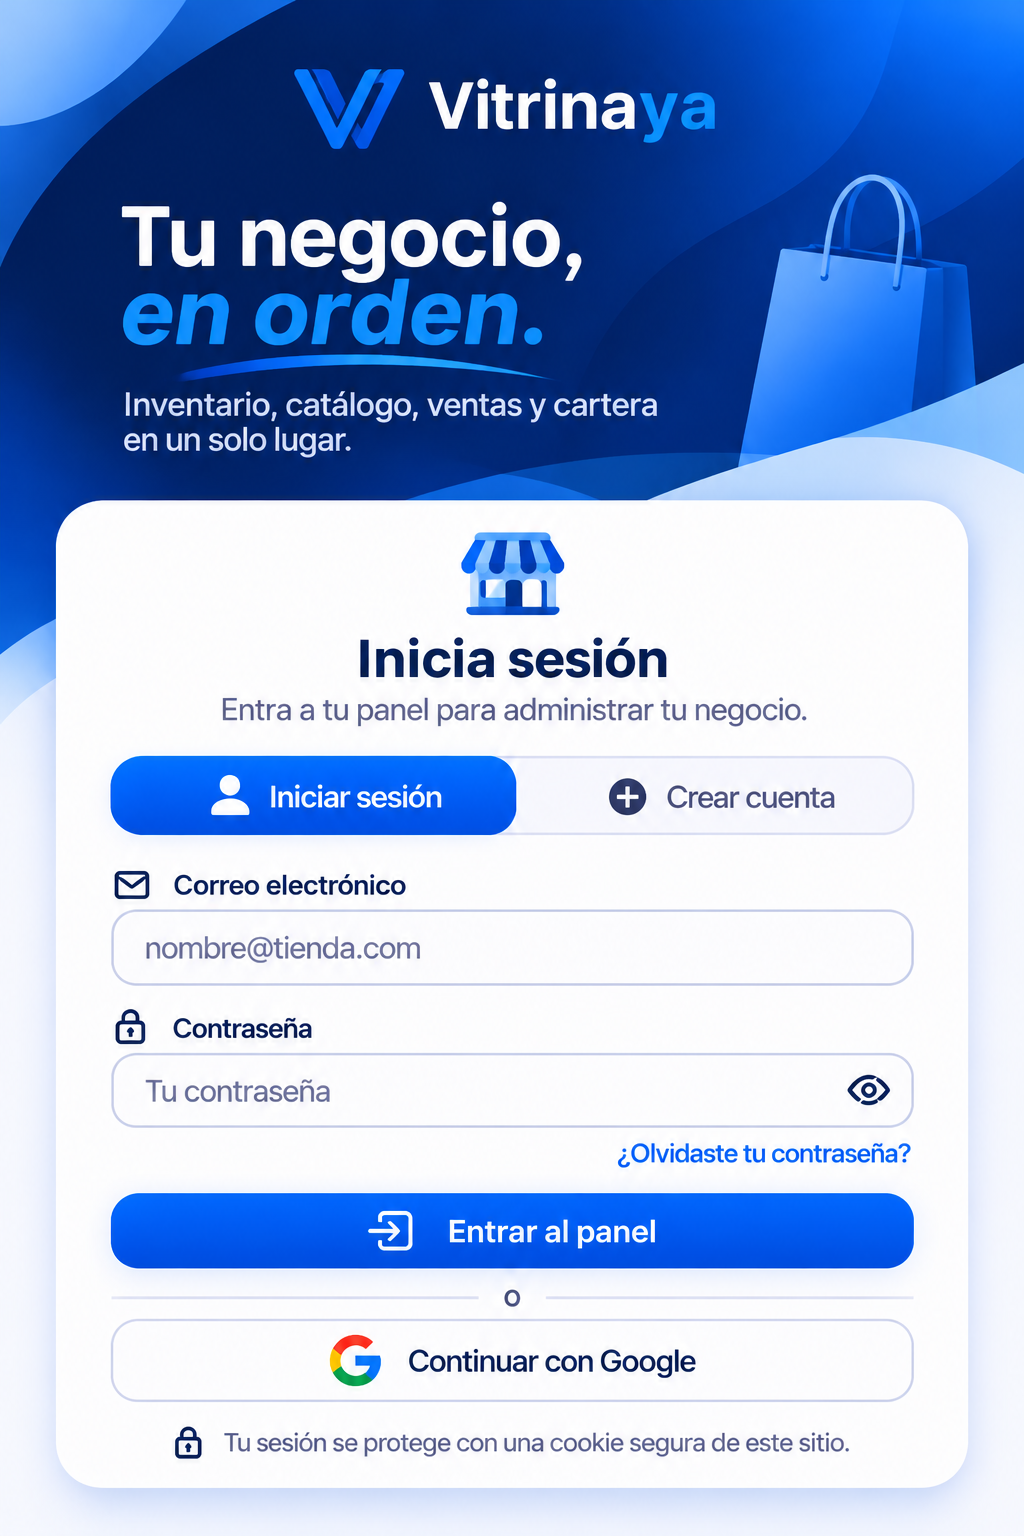 Vitrinaya
Tu negocio,
en orden.
Inventario, catálogo, ventas y cartera
en un solo lugar.
Inicia sesión
Entra a tu panel para administrar tu negocio.
Iniciar sesión
Crear cuenta
Correo electrónico
nombre@tienda.com
Contraseña
Tu contraseña
¿Olvidaste tu contraseña?
Entrar al panel
o
Continuar con Google
Tu sesión se protege con una cookie segura de este sitio.